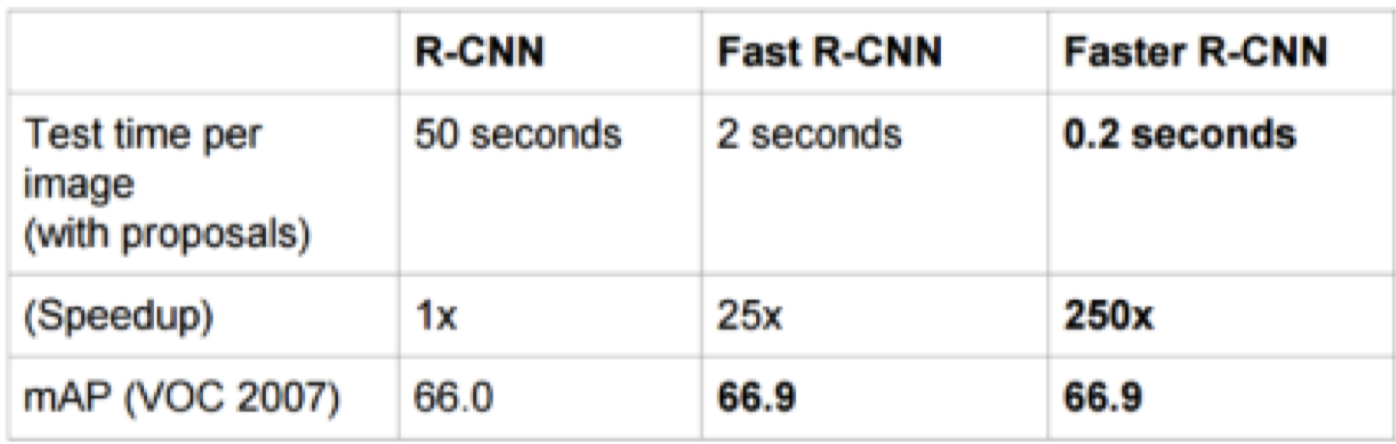 R-CNN Fast R-CNN Faster R-CNN
Test time per image (with proposals) 50 seconds 2 seconds 0.2 seconds
(Speedup) 1x 25x 250x
mAP (VOC 2007) 66.0 66.9 66.9